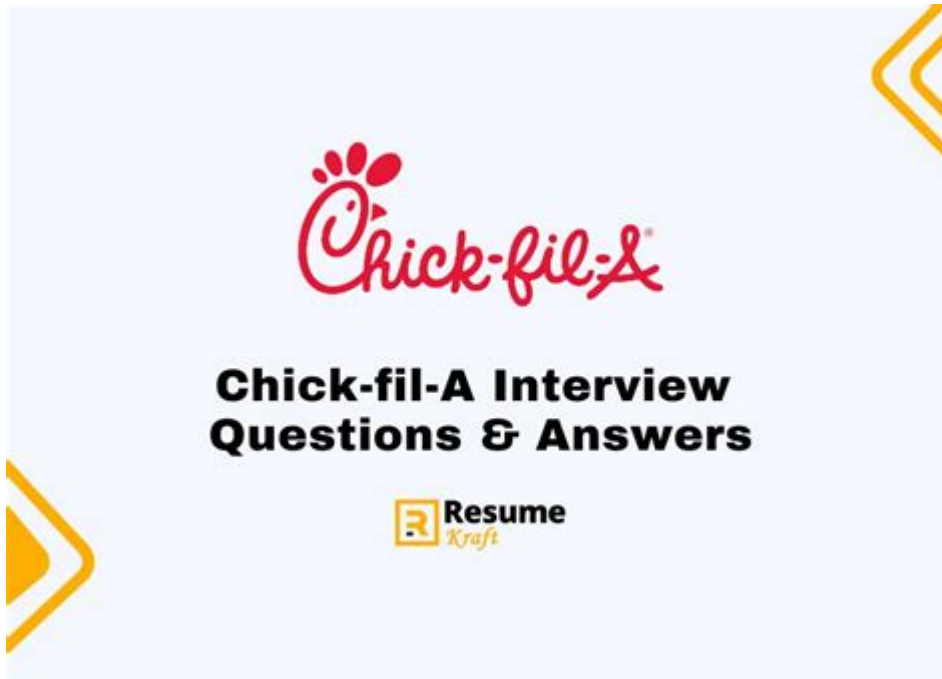 Chick-fil-A®
Chick-fil-A Interview
Questions & Answers
Resume
Kraft